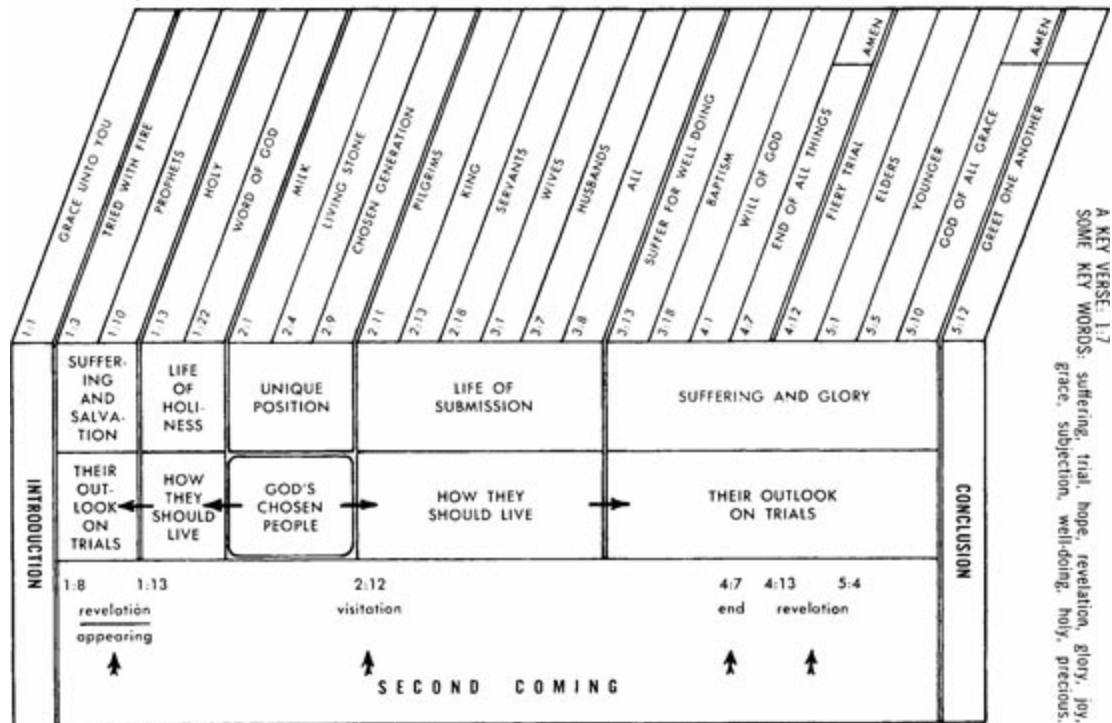 GRACE UNTO YOU
TRIED WITH FIRE
PROPHETS
HOLY
WORD OF GOD
MILK
LIVING STONE
CHOSEN GENERATION
PILGRIMS
KING
SERVANTS
WIVES
HUSBANDS
ALL
SUFFER FOR WELL DOING
BAPTISM
WILL OF GOD
END OF ALL THINGS
AMEN
FIERY TRIAL
ELDERS
YOUNGER
GOD OF ALL GRACE
AMEN
GREET ONE ANOTHER
1:1
1:3
1:10
1:13
1:22
2:1
2:4
2:9
2:11
2:13
2:18
3:1
3:7
3:8
3:13
3:18
4:1
4:7
4:12
5:1
5:5
5:10
5:12
INTRODUCTION
SUFFER-
ING
AND
SALVA-
TION
LIFE
OF
HOLI-
NESS
UNIQUE
POSITION
LIFE OF
SUBMISSION
SUFFERING AND GLORY
THEIR
OUT-
LOOK
ON
TRIALS
HOW
THEY
SHOULD
LIVE
GOD'S
CHOSEN
PEOPLE
HOW THEY
SHOULD LIVE
THEIR OUTLOOK
ON TRIALS
CONCLUSION
1:8 1:13 2:12 4:7 4:13 5:4
revelation visitation end revelation
appearing
SECOND COMING
A KEY VERSE: 1:7
SOME KEY WORDS: suffering, trial, hope, revelation, glory, joy,
grace, subjection, well-doing, holy, precious.